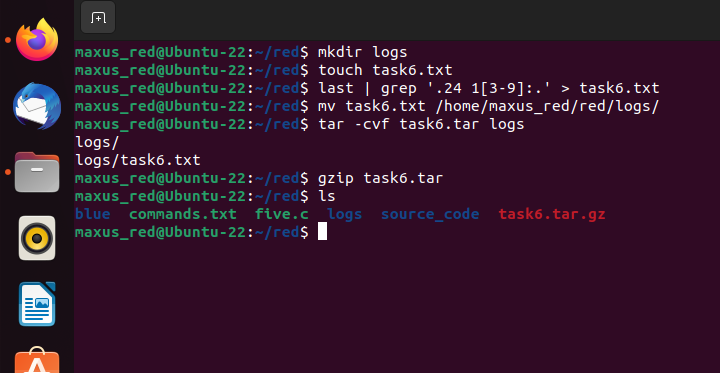 maxus_red@Ubuntu-22:~/red$ mkdir logs
maxus_red@Ubuntu-22:~/red$ touch task6.txt
maxus_red@Ubuntu-22:~/red$ last | grep '.24 1[3-9]:.' > task6.txt
maxus_red@Ubuntu-22:~/red$ mv task6.txt /home/maxus_red/red/logs/
maxus_red@Ubuntu-22:~/red$ tar -cvf task6.tar logs
logs/
logs/task6.txt
maxus_red@Ubuntu-22:~/red$ gzip task6.tar
maxus_red@Ubuntu-22:~/red$ ls
blue  commands.txt  five.c  logs  source_code  task6.tar.gz
maxus_red@Ubuntu-22:~/red$